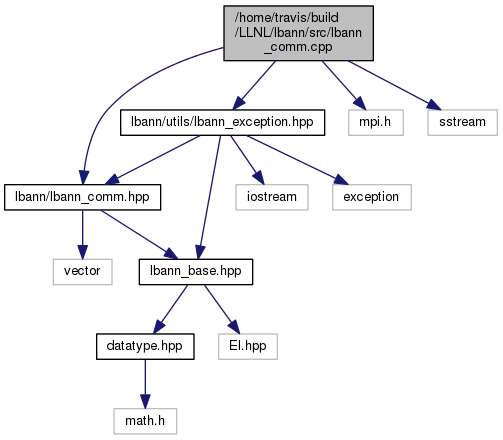 /home/travis/build
/LLNL/lbann/src/lbann
_comm.cpp
lbann/utils/lbann_exception.hpp
mpi.h
sstream
lbann/lbann_comm.hpp
iostream
exception
vector
lbann_base.hpp
datatype.hpp
El.hpp
math.h